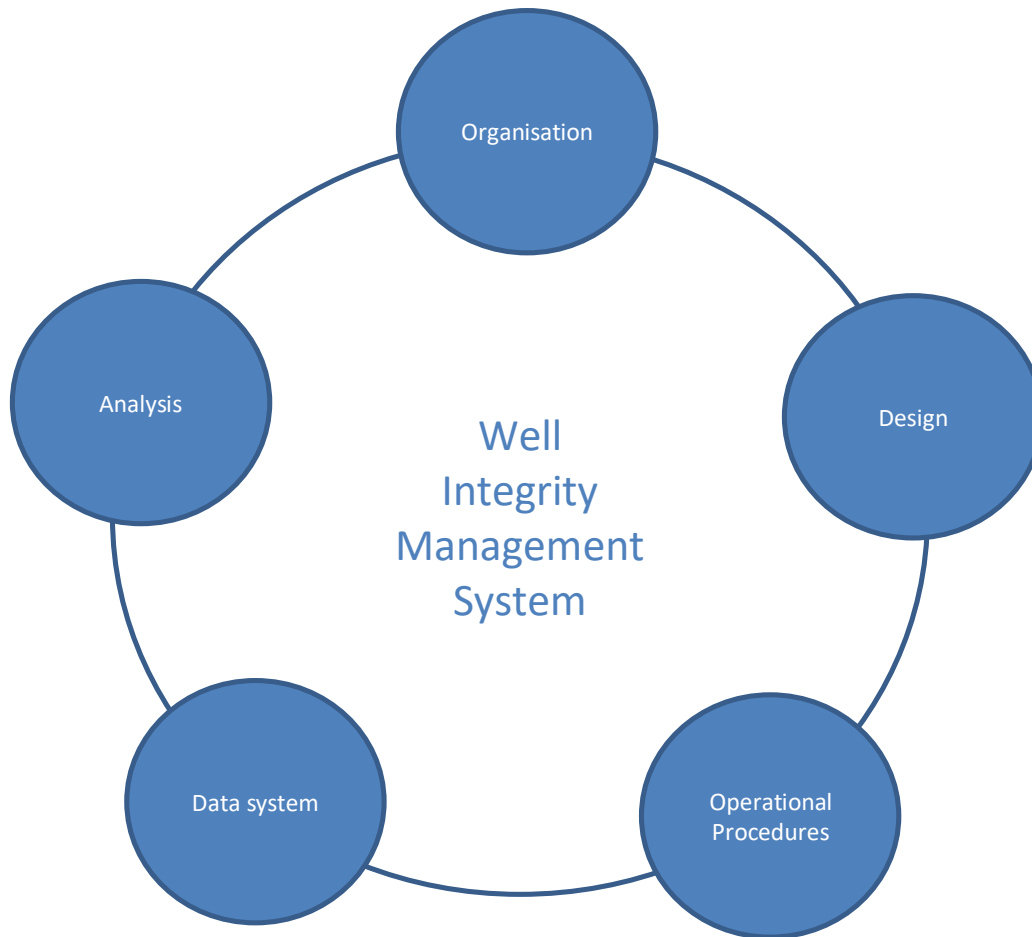 Organisation
Analysis
Design
Well
Integrity
Management
System
Data system
Operational
Procedures